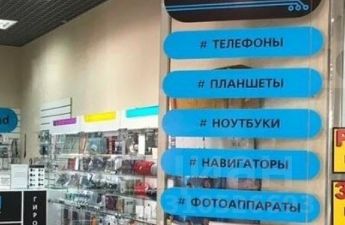 # ТЕЛЕФОНЫ
# ПЛАНШЕТЫ
# НОУТБУКИ
# НАВИГАТОРЫ
# ФОТОАППАРАТЫ